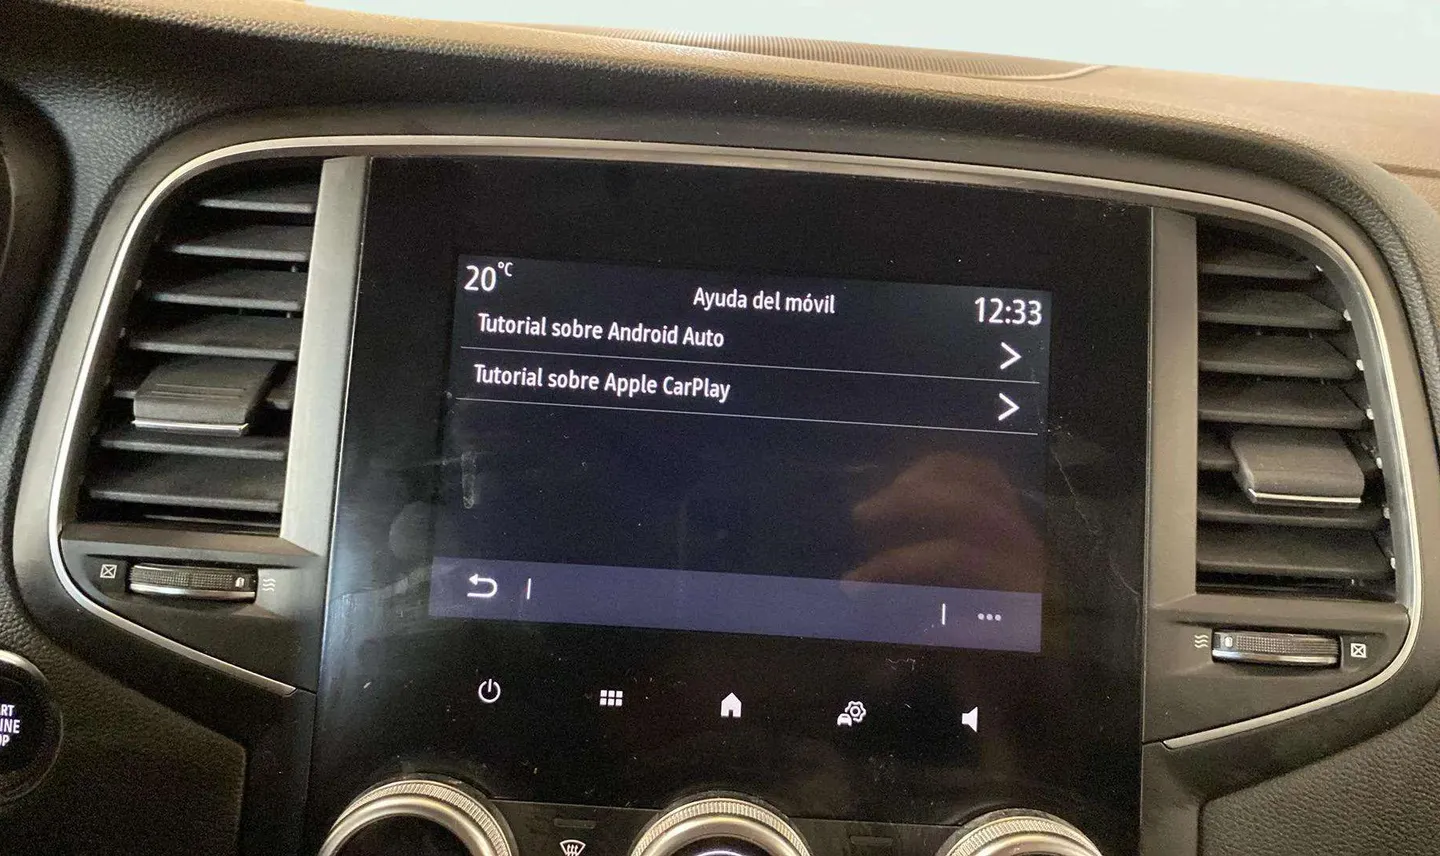 20°C
Ayuda del móvil
12:33
Tutorial sobre Android Auto
Tutorial sobre Apple CarPlay